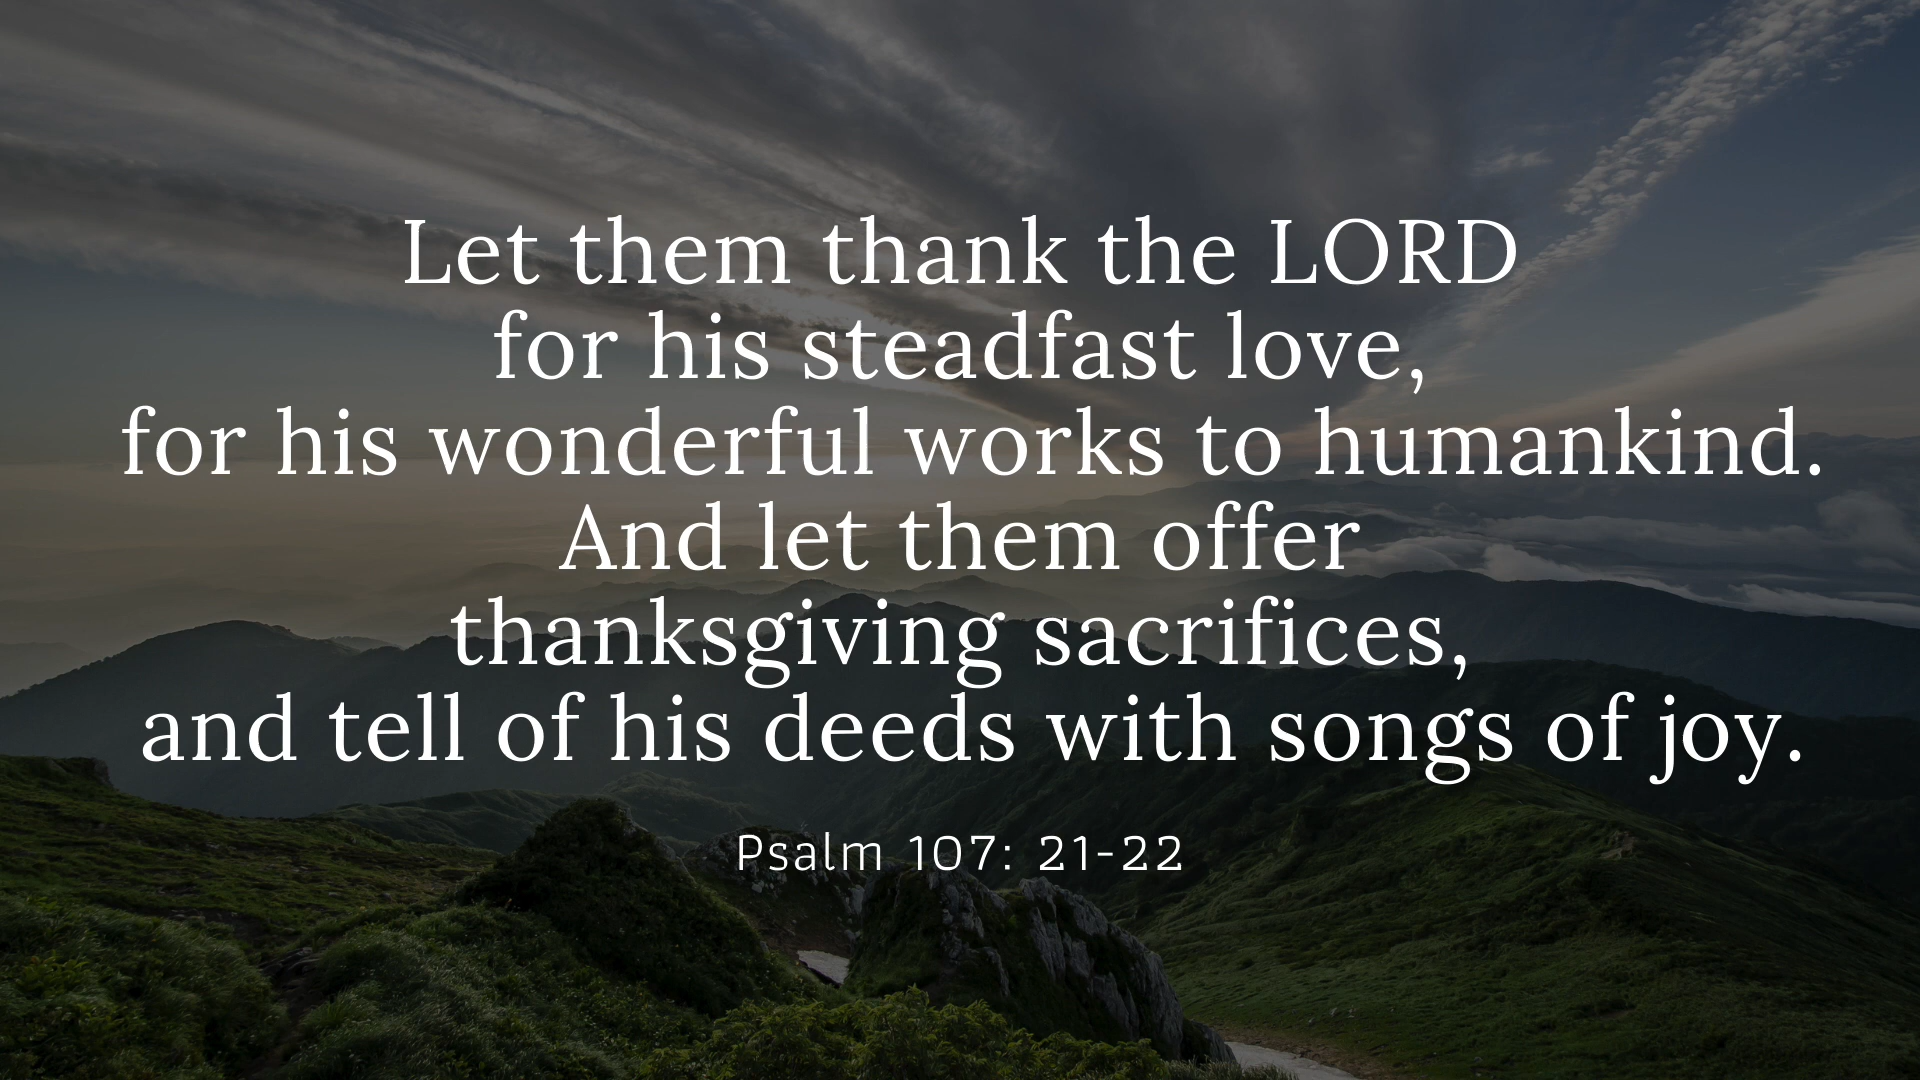 Let them thank the LORD
for his steadfast love,
for his wonderful works to humankind.
And let them offer
thanksgiving sacrifices,
and tell of his deeds with songs of joy.
Psalm 107: 21-22